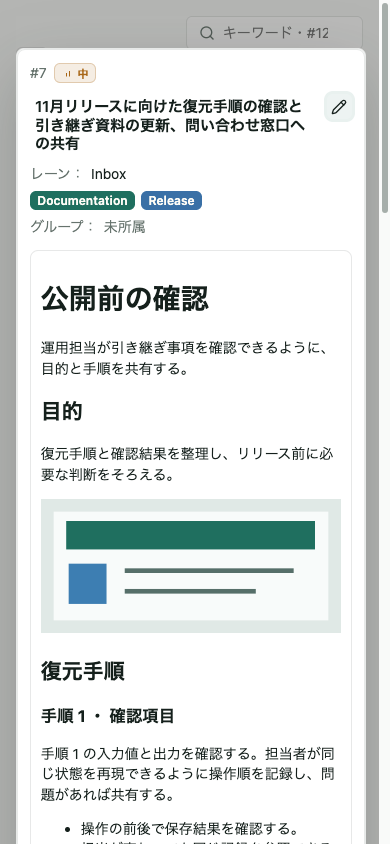 キーワード・#12
#7
中
11月リリースに向けた復元手順の確認と
引き継ぎ資料の更新、問い合わせ窓口へ
の共有
レーン： Inbox
Documentation Release
グループ： 未所属
公開前の確認
運用担当が引き継ぎ事項を確認できるように、
目的と手順を共有する。
目的
復元手順と確認結果を整理し、リリース前に必
要な判断をそろえる。
復元手順
手順 1 ・ 確認項目
手順 1 の入力値と出力を確認する。担当者が同
じ状態を再現できるように操作順を記録し、問
題があれば共有する。
• 操作の前後で保存結果を確認する。